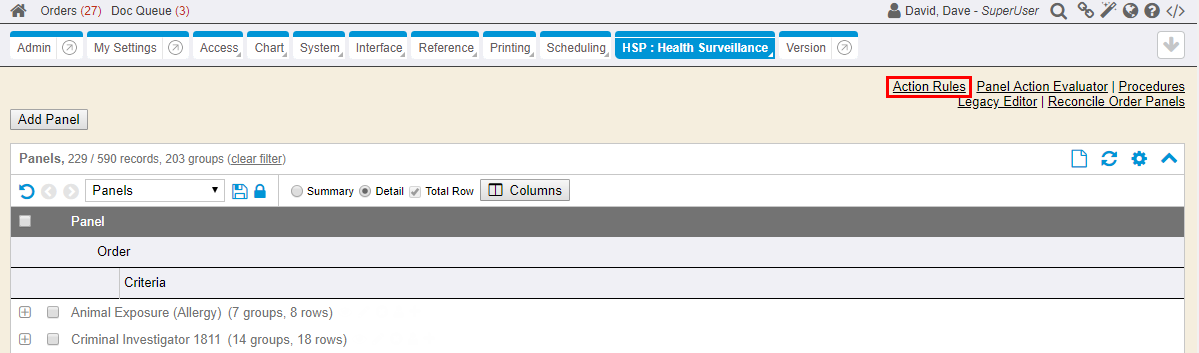 Orders (27) Doc Queue (3) David, Dave - SuperUser
Admin My Settings Access Chart System Interface Reference Printing Scheduling HSP : Health Surveillance Version
Action Rules Panel Action Evaluator | Procedures
Legacy Editor | Reconcile Order Panels
Add Panel
Panels, 229 / 590 records, 203 groups (clear filter)
Panels Summary Detail Total Row Columns
Panel
Order
Criteria
Animal Exposure (Allergy) (7 groups, 8 rows)
Criminal Investigator 1811 (14 groups, 18 rows)